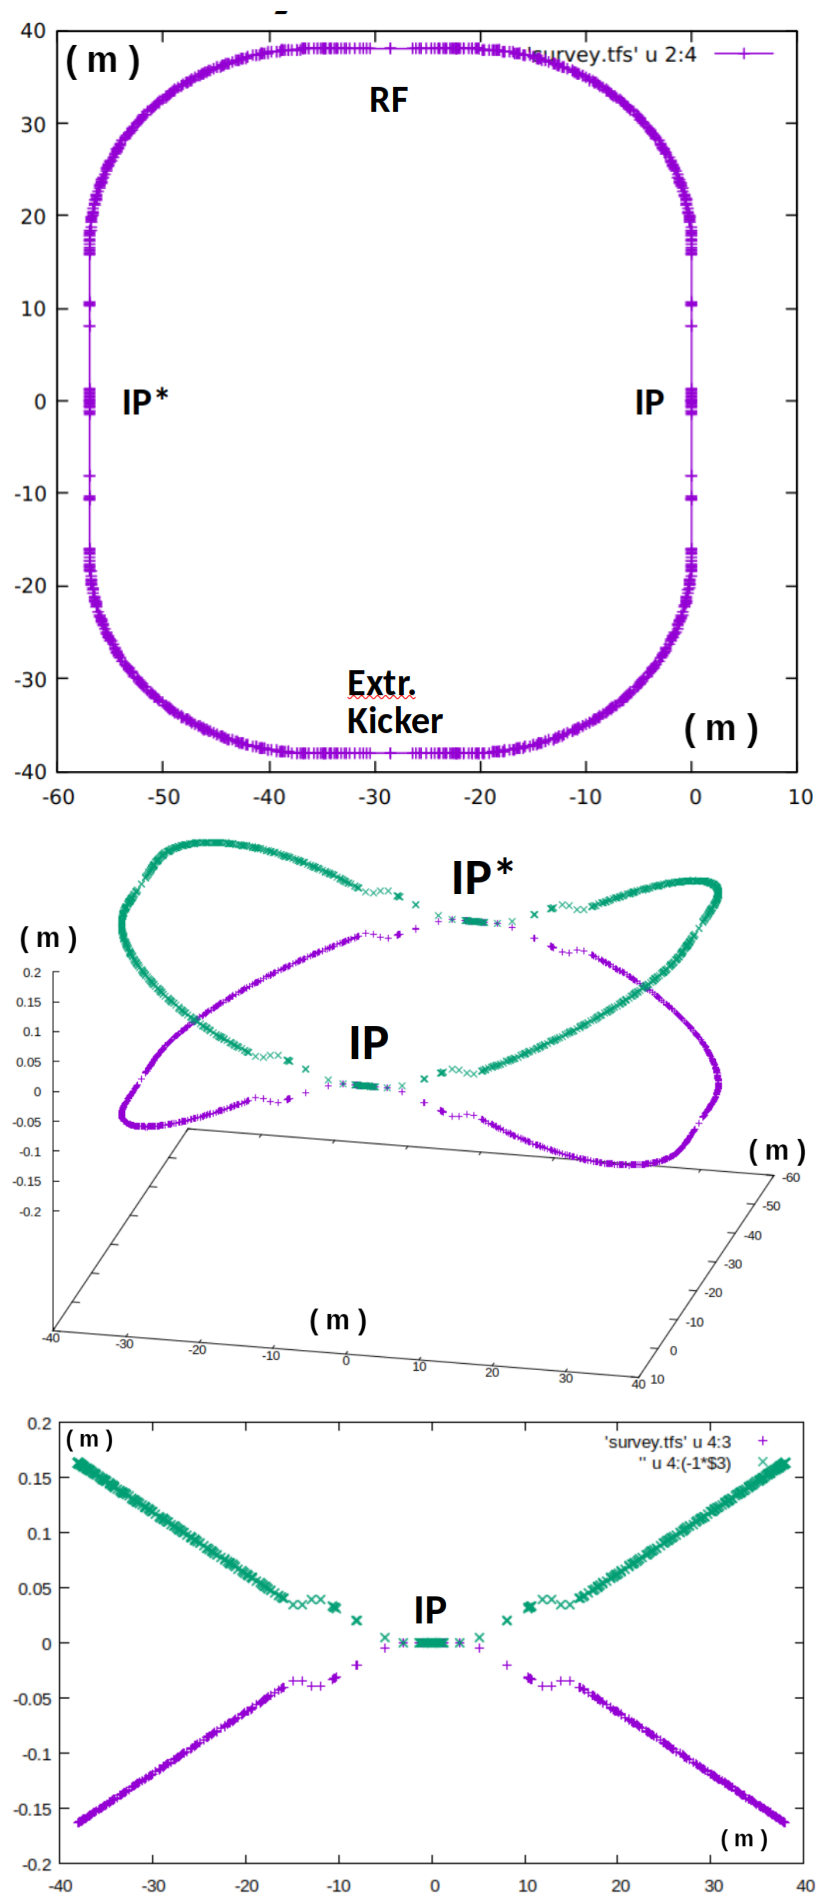 40
( m )
'survey.tfs' u 2:4
RF
30
20
10
IP*
0
IP
-10
-20
-30
Extr.
Kicker
( m )
-40
-60 -50 -40 -30 -20 -10 0 10
IP*
( m )
0.2
0.15
0.1
IP
0.05
0
-0.05
-0.1
( m )
-0.15
-60
-0.2
-50
-40
-30
-20
( m )
-10
-40 -30 -20 -10 0 10 20 30 40
0
10
0.2
( m )
'survey.tfs' u 4:3
'' u 4:(-1*$3)
0.15
0.1
0.05
IP
0
-0.05
-0.1
-0.15
( m )
-0.2
-40 -30 -20 -10 0 10 20 30 40